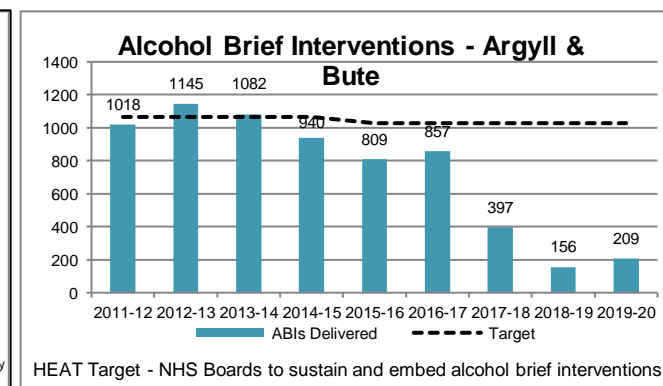 Alcohol Brief Interventions - Argyll &
Bute
1400
1200
1000
800
600
400
200
0
1018
1145
1082
940
809
857
397
156
209
2011-12 2012-13 2013-14 2014-15 2015-16 2016-17 2017-18 2018-19 2019-20
ABIs Delivered Target
HEAT Target - NHS Boards to sustain and embed alcohol brief interventions
y